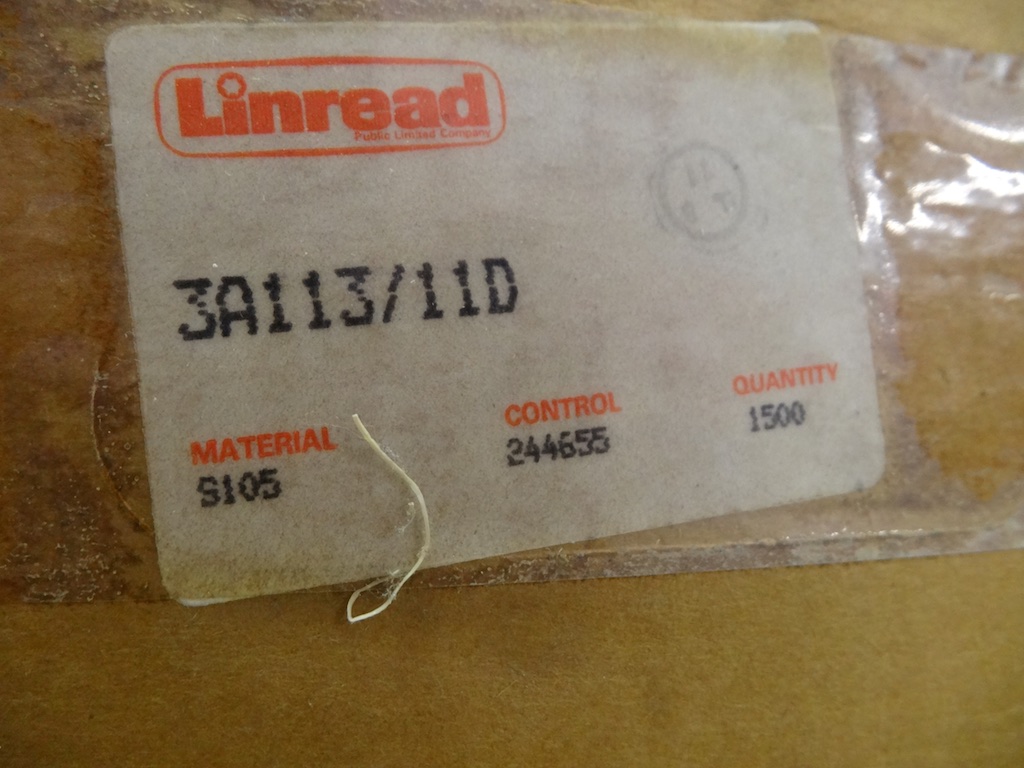 Linread
Public Limited Company
3A113/11D
MATERIAL CONTROL QUANTITY
S105 244655 1500